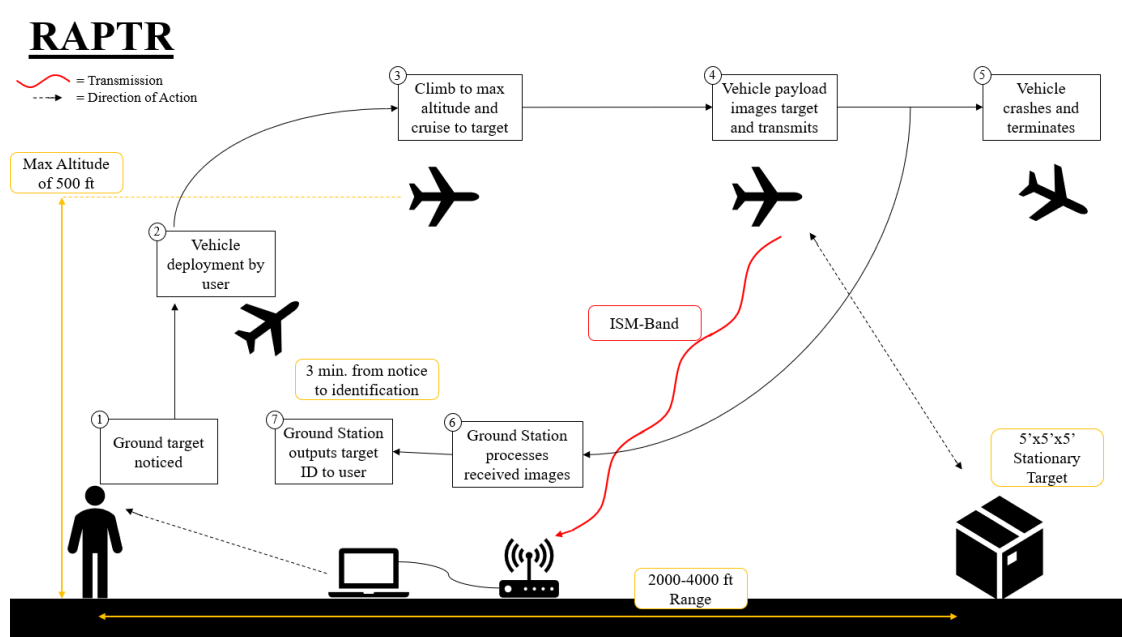 RAPTR
= Transmission
= Direction of Action
3
Climb to max
altitude and
cruise to target
4
Vehicle payload
images target
and transmits
5
Vehicle
crashes and
terminates
Max Altitude
of 500 ft
2
Vehicle
deployment by
user
ISM-Band
3 min. from notice
to identification
1
Ground target
noticed
7
Ground Station
outputs target
ID to user
6
Ground Station
processes
received images
5’x5’x5’
Stationary
Target
2000-4000 ft
Range